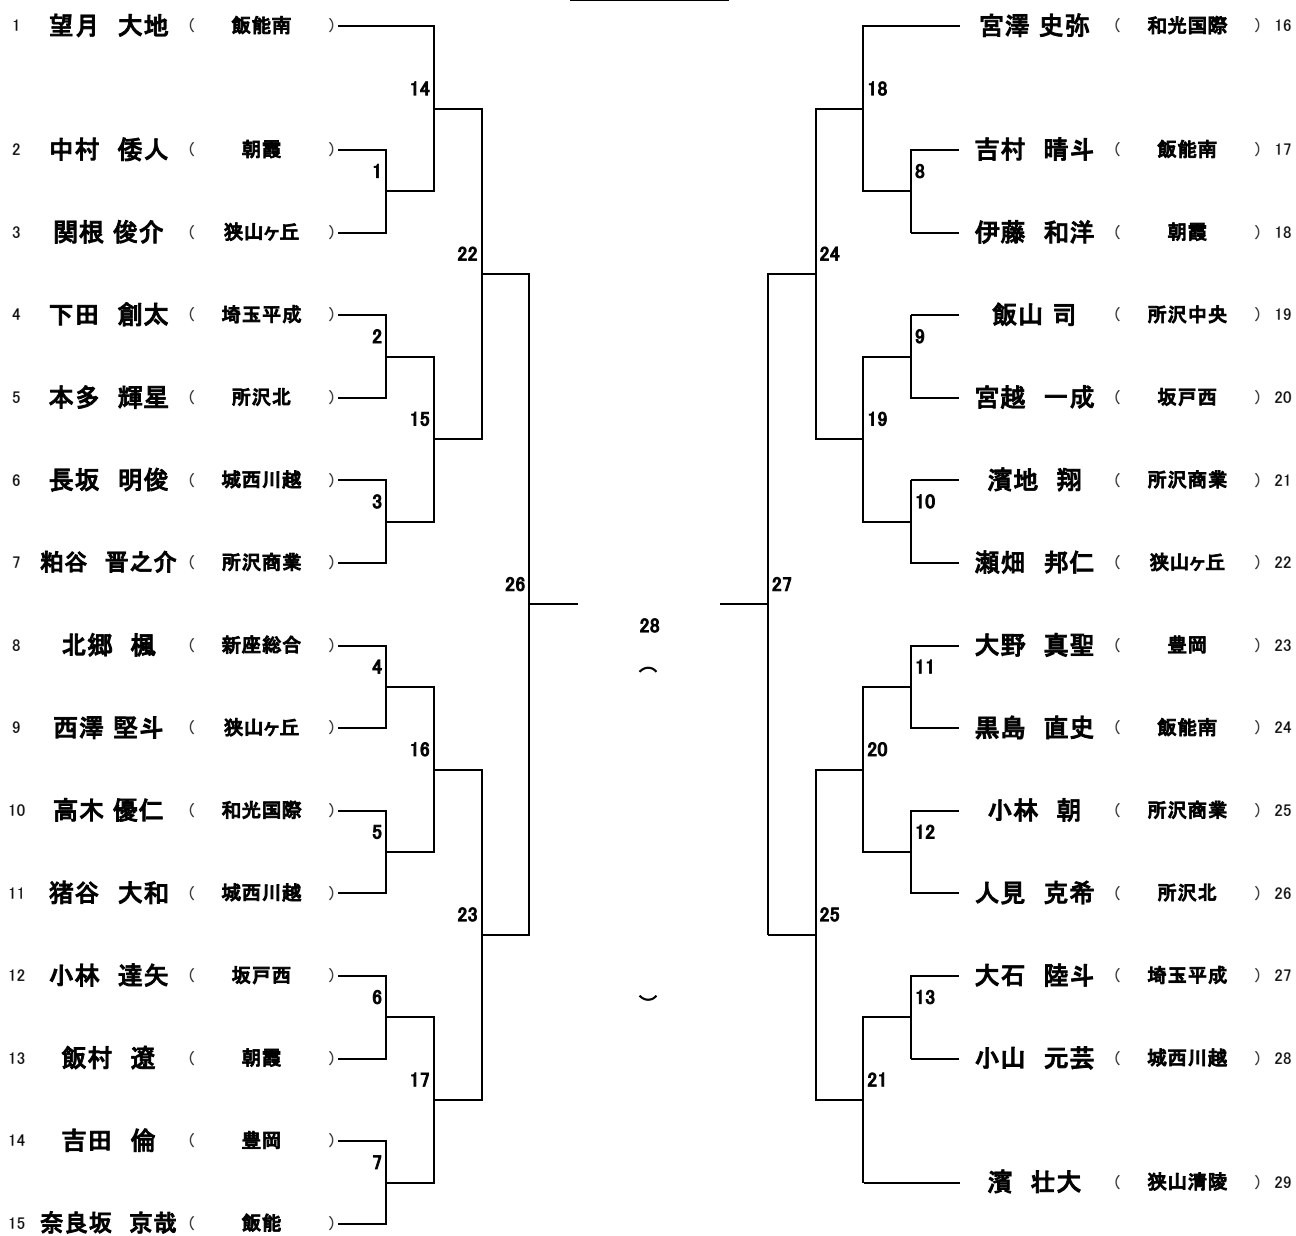 1 望月 大地 （ 飯能南 ） （ 和光国際 ） 宮澤 史弥 16
14 18
2 中村 倭人 （ 朝霞 ） 吉村 晴斗 （ 飯能南 ） 17
1 8
3 関根 俊介 （ 狭山ヶ丘 ） 伊藤 和洋 （ 朝霞 ） 18
22 24
4 下田 創太 （ 埼玉平成 ） 飯山 司 （ 所沢中央 ） 19
2 9
5 本多 輝星 （ 所沢北 ） 宮越 一成 （ 坂戸西 ） 20
15 19
6 長坂 明俊 （ 城西川越 ） 濱地 翔 （ 所沢商業 ） 21
3 10
7 粕谷 晋之介 （ 所沢商業 ） 瀬畑 邦仁 （ 狭山ヶ丘 ） 22
26 27
28
8 北郷 楓 （ 新座総合 ） 大野 真聖 （ 豊岡 ） 23
4 （ 11
9 西澤 堅斗 （ 狭山ヶ丘 ） 黒島 直史 （ 飯能南 ） 24
16 20
10 高木 優仁 （ 和光国際 ） 小林 朝 （ 所沢商業 ） 25
5 12
11 猪谷 大和 （ 城西川越 ） 人見 克希 （ 所沢北 ） 26
23 25
12 小林 達矢 （ 坂戸西 ） 大石 陸斗 （ 埼玉平成 ） 27
6 ） 13
13 飯村 遼 （ 朝霞 ） 小山 元芸 （ 城西川越 ） 28
17 21
14 吉田 倫 （ 豊岡 ）
7
濱 壮大 （ 狭山清陵 ） 29
15 奈良坂 京哉 （ 飯能 ）